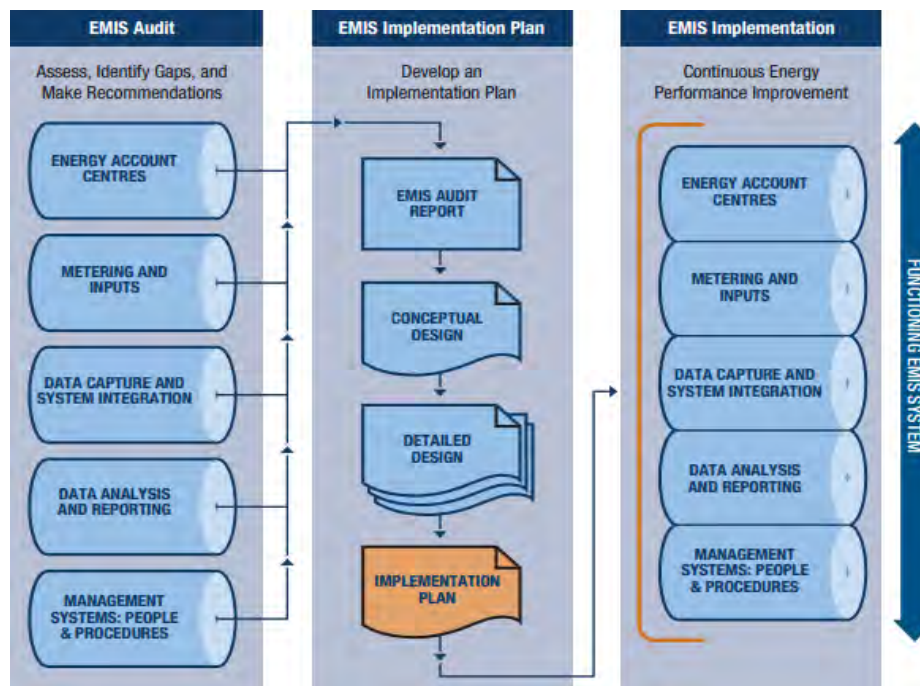 EMIS Audit
Assess, Identify Gaps, and
Make Recommendations
ENERGY ACCOUNT
CENTRES
METERING AND
INPUTS
DATA CAPTURE AND
SYSTEM INTEGRATION
DATA ANALYSIS
AND REPORTING
MANAGEMENT
SYSTEMS: PEOPLE
& PROCEDURES
EMIS Implementation Plan
Develop an
Implementation Plan
EMIS AUDIT
REPORT
CONCEPTUAL
DESIGN
DETAILED
DESIGN
IMPLEMENTATION
PLAN
EMIS Implementation
Continuous Energy
Performance Improvement
ENERGY ACCOUNT
CENTRES
METERING AND
INPUTS
DATA CAPTURE AND
SYSTEM INTEGRATION
DATA ANALYSIS
AND REPORTING
MANAGEMENT
SYSTEMS: PEOPLE
& PROCEDURES
FUNCTIONING EMIS SYSTEM